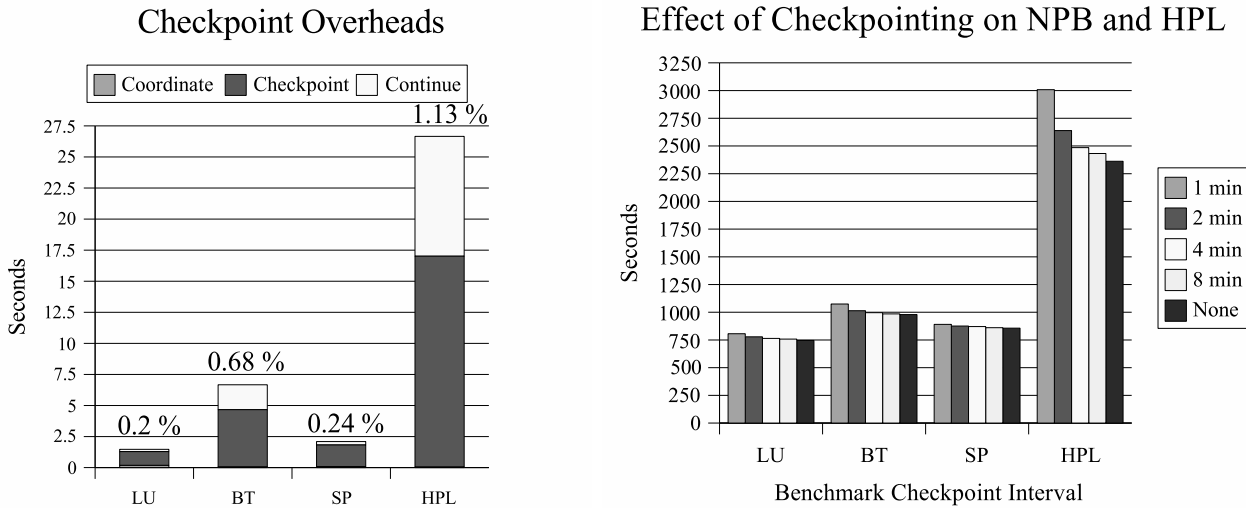 Checkpoint Overheads
Coordinate Checkpoint Continue
1.13 %
27.5
25
22.5
20
17.5
15
12.5
10
7.5
5
2.5
0
Seconds
0.68 %
0.2 %
0.24 %
LU BT SP HPL
Effect of Checkpointing on NPB and HPL
3250
3000
2750
2500
2250
2000
1750
1500
1250
1000
750
500
250
0
Seconds
LU BT SP HPL
Benchmark Checkpoint Interval
1 min
2 min
4 min
8 min
None